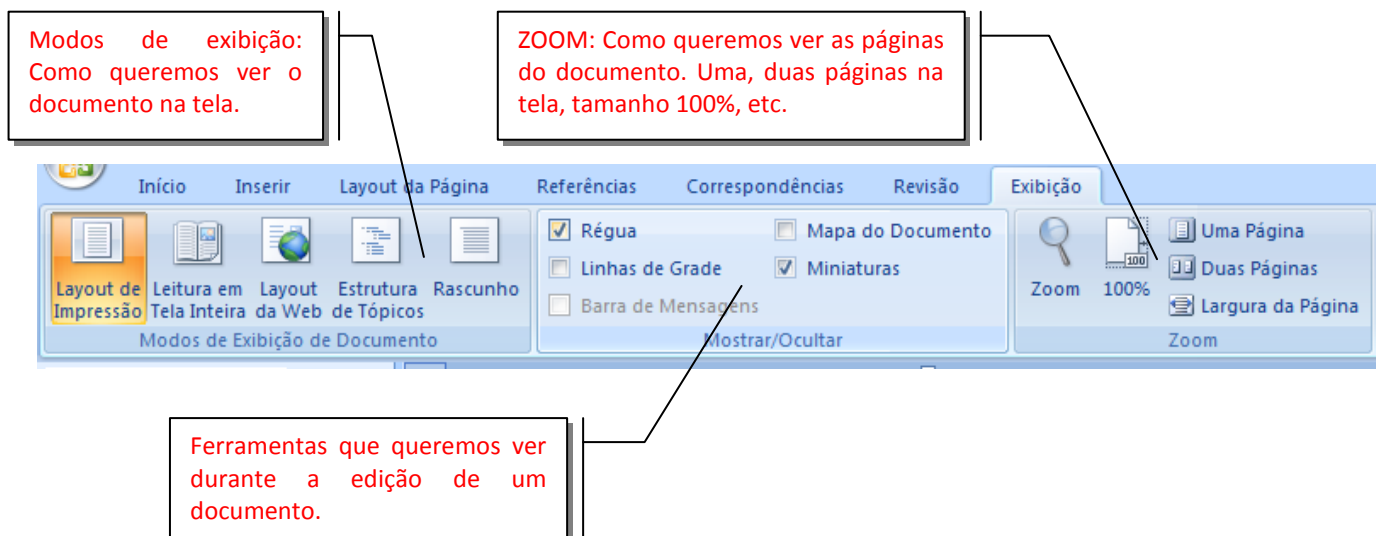 Modos de exibição:
Como queremos ver o
documento na tela.
ZOOM: Como queremos ver as páginas
do documento. Uma, duas páginas na
tela, tamanho 100%, etc.
Início Inserir Layout da Página Referências Correspondências Revisão Exibição
Layout de
Impressão
Leitura em
Tela Inteira
Layout
da Web
Estrutura
de Tópicos
Rascunho
Modos de Exibição de Documento
Régua
Linhas de Grade
Barra de Mensagens
Mapa do Documento
Miniaturas
Mostrar/Ocultar
Zoom
100
100%
Uma Página
Duas Páginas
Largura da Página
Zoom
Ferramentas que queremos ver
durante a edição de um
documento.